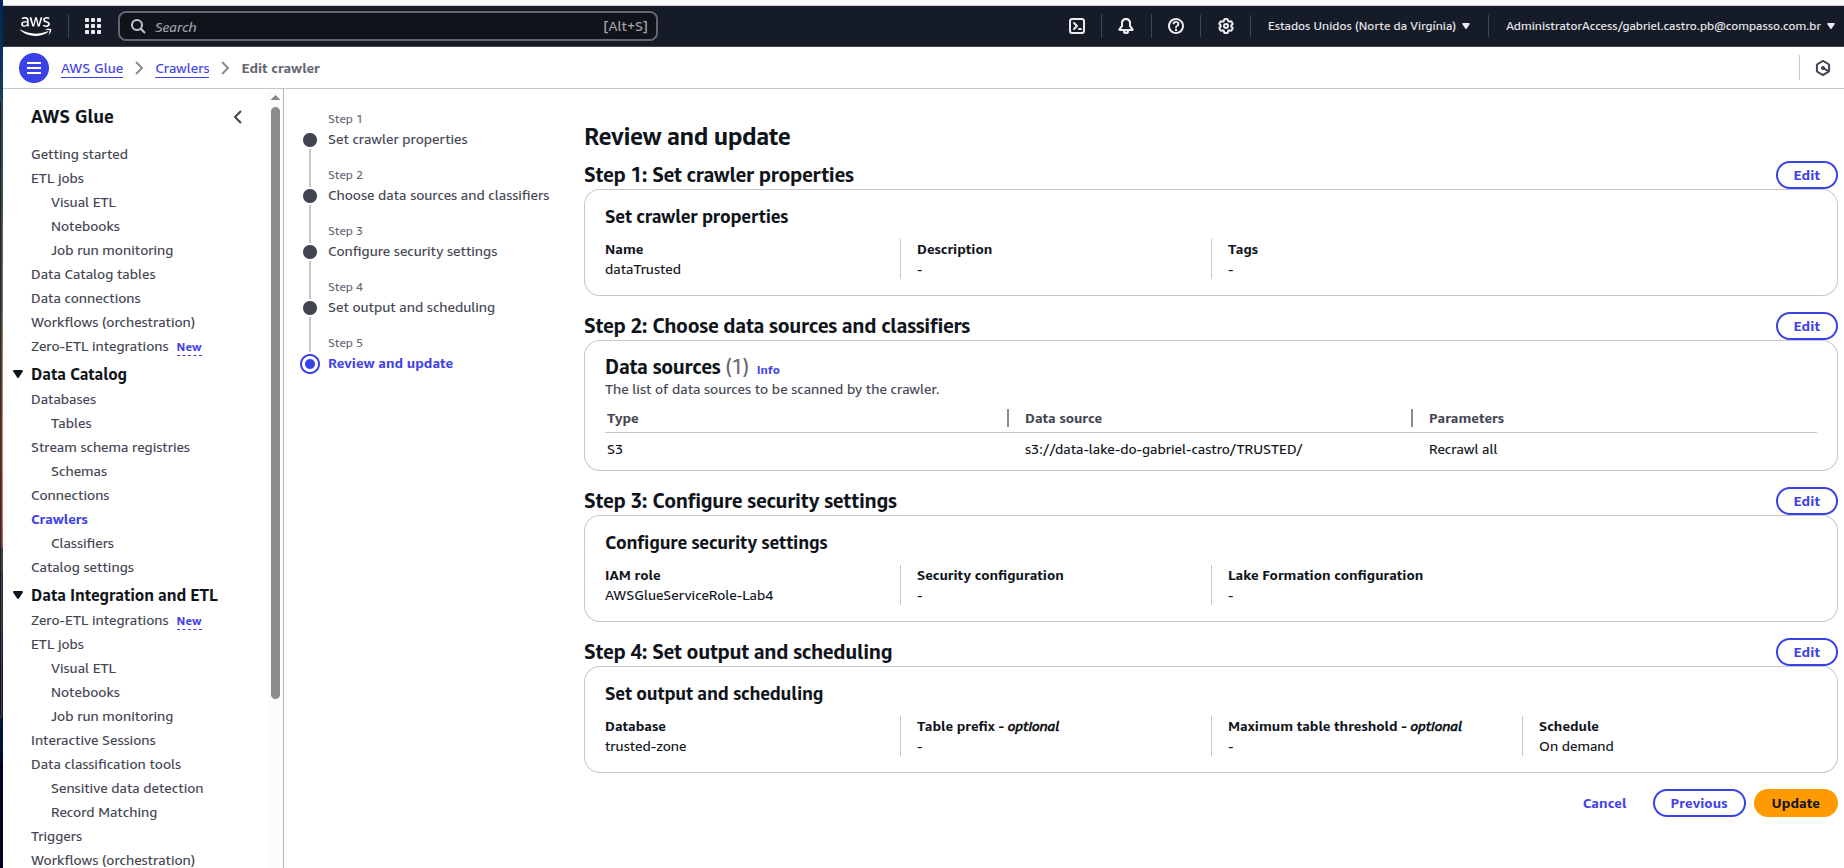 aws
Search [Alt+S]
Estados Unidos (Norte da Virgínia)
AdministratorAccess/gabriel.castro.pb@compasso.com.br
AWS Glue
Crawlers
Edit crawler
AWS Glue
Getting started
ETL jobs
Visual ETL
Notebooks
Job run monitoring
Data Catalog tables
Data connections
Workflows (orchestration)
Zero-ETL integrations New
Data Catalog
Databases
Tables
Stream schema registries
Schemas
Connections
Crawlers
Classifiers
Catalog settings
Data Integration and ETL
Zero-ETL integrations New
ETL jobs
Visual ETL
Notebooks
Job run monitoring
Interactive Sessions
Data classification tools
Sensitive data detection
Record Matching
Triggers
Workflows (orchestration)
Step 1
Set crawler properties
Step 2
Choose data sources and classifiers
Step 3
Configure security settings
Step 4
Set output and scheduling
Step 5
Review and update
Review and update
Step 1: Set crawler properties
Edit
Set crawler properties
Name
dataTrusted
Description
-
Tags
-
Step 2: Choose data sources and classifiers
Edit
Data sources (1) Info
The list of data sources to be scanned by the crawler.
Type Data source Parameters
S3 s3://data-lake-do-gabriel-castro/TRUSTED/ Recrawl all
Step 3: Configure security settings
Edit
Configure security settings
IAM role
AWSGlueServiceRole-Lab4
Security configuration
-
Lake Formation configuration
-
Step 4: Set output and scheduling
Edit
Set output and scheduling
Database
trusted-zone
Table prefix - optional
-
Maximum table threshold - optional
-
Schedule
On demand
Cancel
Previous
Update